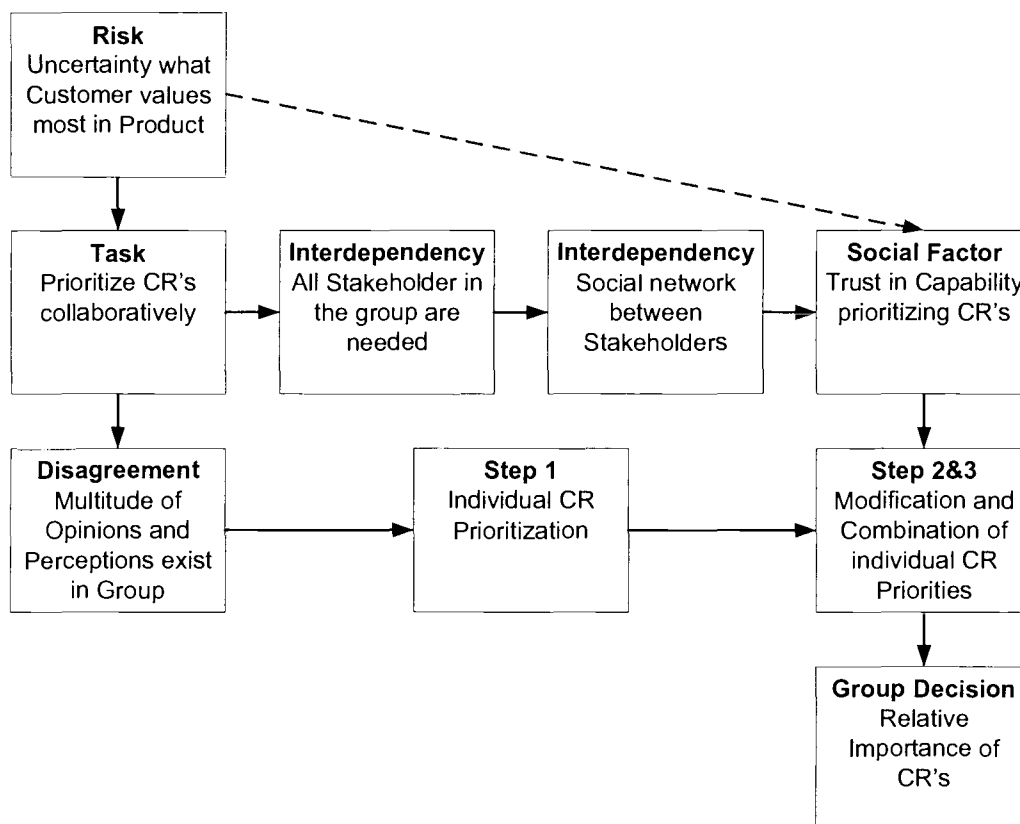 Risk
Uncertainty what
Customer values
most in Product
Task
Prioritize CR's
collaboratively
Interdependency
All Stakeholder in
the group are
needed
Interdependency
Social network
between
Stakeholders
Social Factor
Trust in Capability
prioritizing CR's
Disagreement
Multitude of
Opinions and
Perceptions exist
in Group
Step 1
Individual CR
Prioritization
Step 2&3
Modification and
Combination of
individual CR
Priorities
Group Decision
Relative
Importance of
CR's